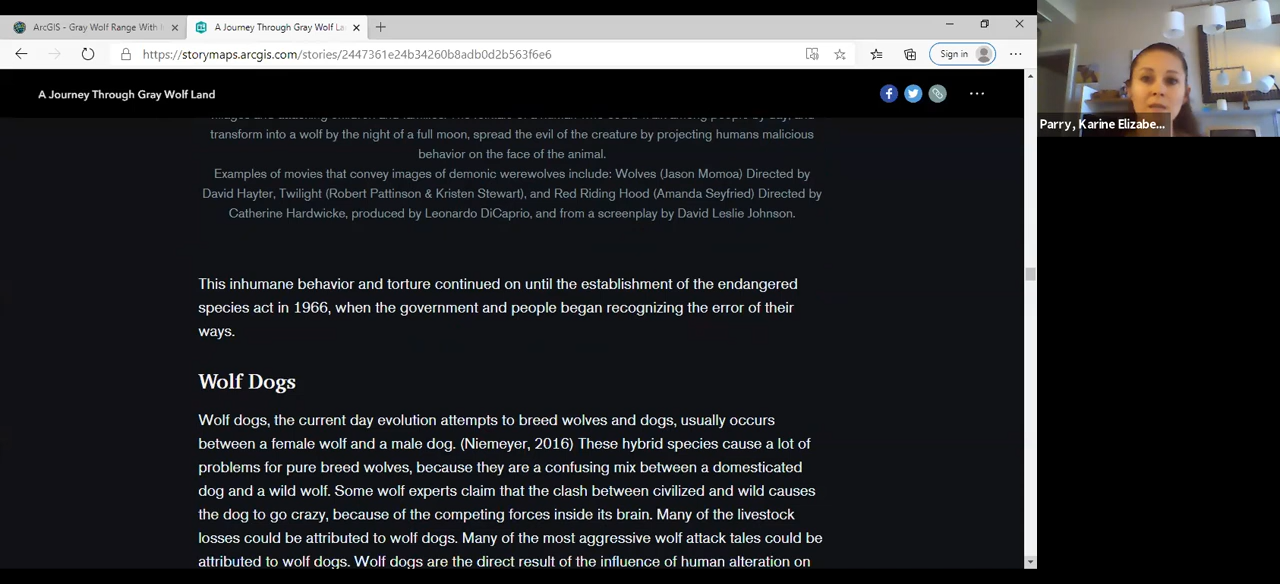 ArcGIS - Gray Wolf Range With
A Journey Through Gray Wolf La
https://storymaps.arcgis.com/stories/2447361e24b34260b8adb0d2b563f6e6
Sign in
A Journey Through Gray Wolf Land
Parry, Karine Elizabe...
transform into a wolf by the night of a full moon, spread the evil of the creature by projecting humans malicious
behavior on the face of the animal.
Examples of movies that convey images of demonic werewolves include: Wolves (Jason Momoa) Directed by
David Hayter, Twilight (Robert Pattinson & Kristen Stewart), and Red Riding Hood (Amanda Seyfried) Directed by
Catherine Hardwicke, produced by Leonardo DiCaprio, and from a screenplay by David Leslie Johnson.
This inhumane behavior and torture continued on until the establishment of the endangered
species act in 1966, when the government and people began recognizing the error of their
ways.
Wolf Dogs
Wolf dogs, the current day evolution attempts to breed wolves and dogs, usually occurs
between a female wolf and a male dog. (Niemeyer, 2016) These hybrid species cause a lot of
problems for pure breed wolves, because they are a confusing mix between a domesticated
dog and a wild wolf. Some wolf experts claim that the clash between civilized and wild causes
the dog to go crazy, because of the competing forces inside its brain. Many of the livestock
losses could be attributed to wolf dogs. Many of the most aggressive wolf attack tales could be
attributed to wolf dogs. Wolf dogs are the direct result of the influence of human alteration on